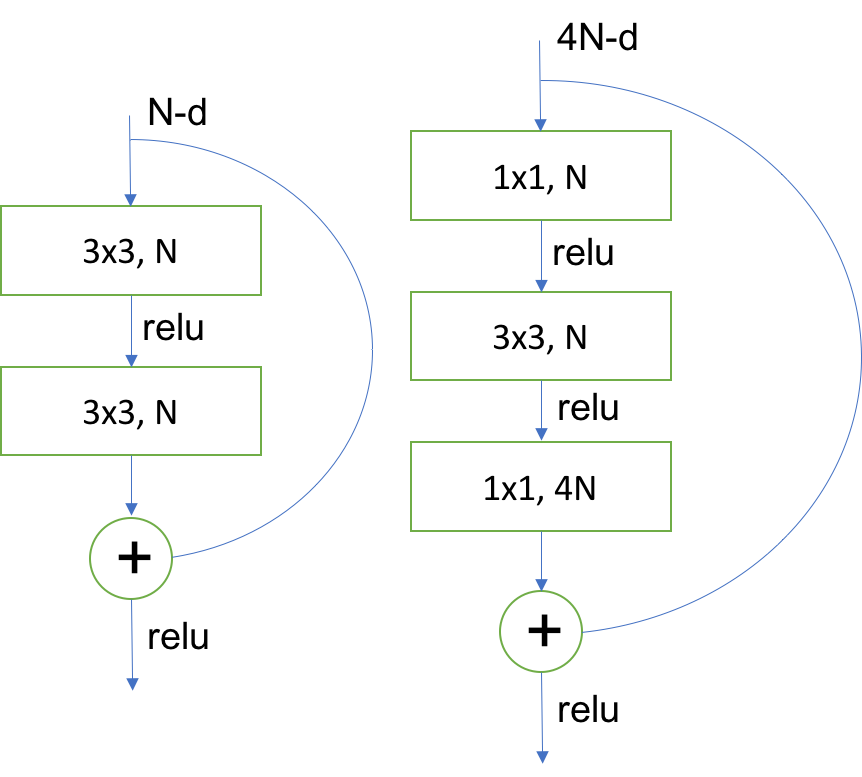 N-d
3x3, N
relu
3x3, N
+
relu
4N-d
1x1, N
relu
3x3, N
relu
1x1, 4N
+
relu